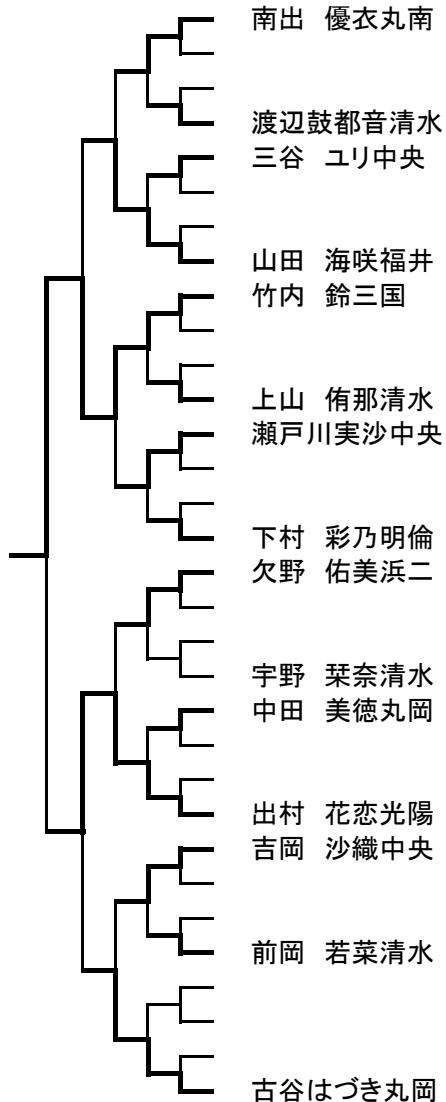 南出　優衣丸南
渡辺鼓都音清水
三谷　ユリ中央
山田　海咲福井
竹内　鈴三国
上山　侑那清水
瀬戸川実沙中央
下村　彩乃明倫
欠野　佑美浜二
宇野　栞奈清水
中田　美徳丸岡
出村　花恋光陽
吉岡　沙織中央
前岡　若菜清水
古谷はづき丸岡